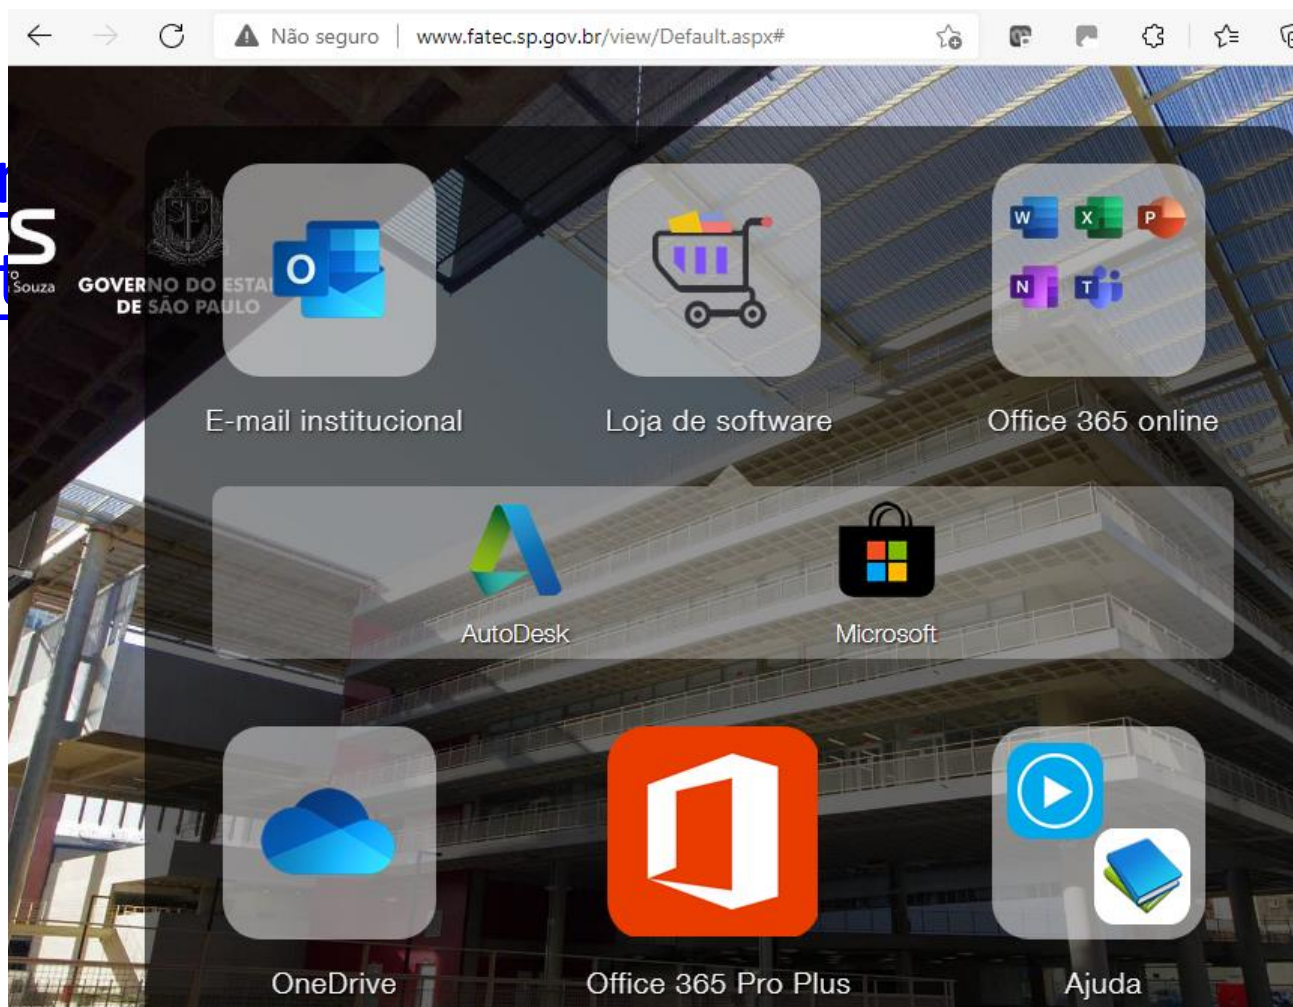 Não seguro | www.fatec.sp.gov.br/view/Default.aspx#
Souza
GOVERNO DO ESTA
DE SÃO PAULO
E-mail institucional
Loja de software
Office 365 online
AutoDesk
Microsoft
OneDrive
Office 365 Pro Plus
Ajuda